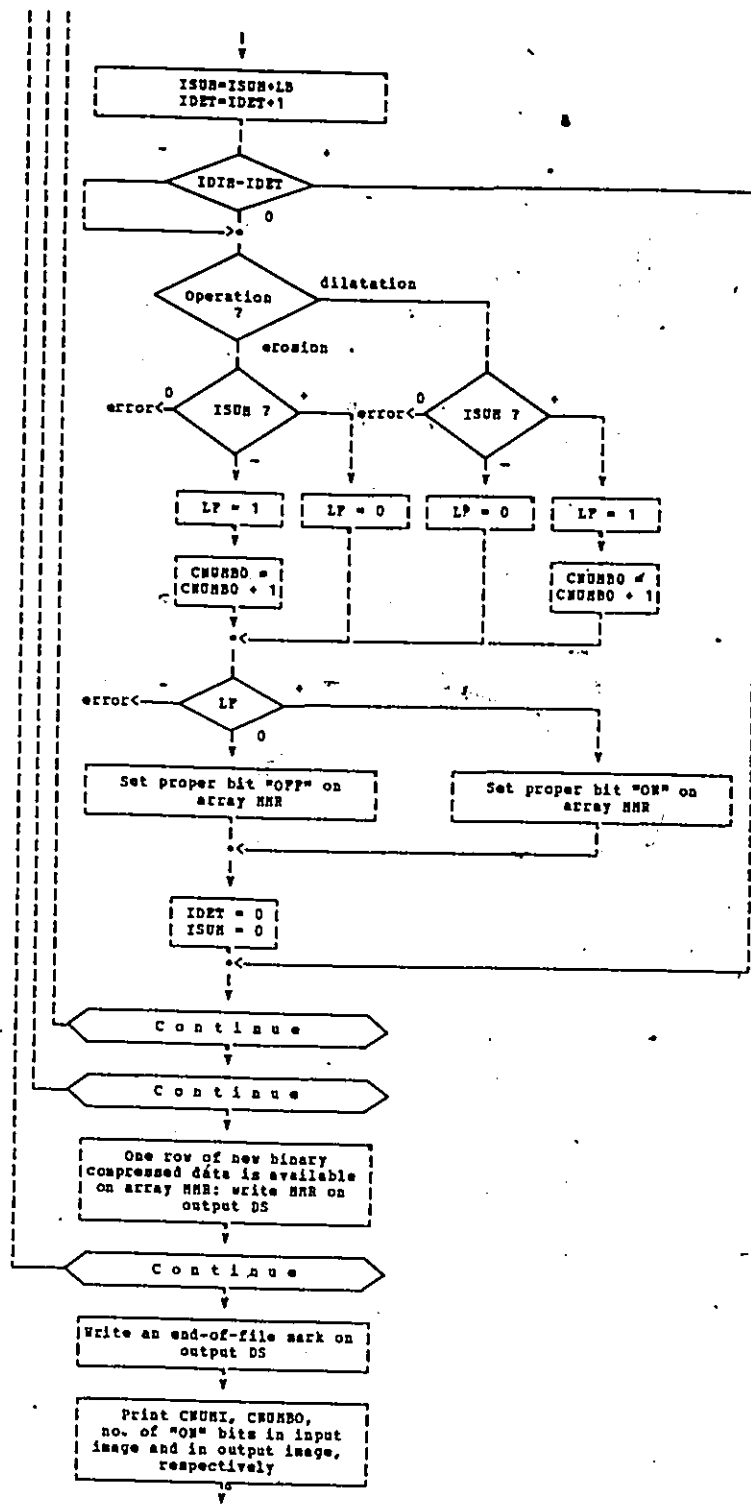 ISUM=ISUM+LB
IDET=IDET+1
-
+
IDIM-IDET
0
Operation
?
dilatation
erosion
error<
0
ISUM ?
+
-
error<
0
ISUM ?
+
-
LP = 1
LP = 0
LP = 0
LP = 1
CNUMBO =
CNUMBO + 1
CNUMBO =
CNUMBO + 1
error<
-
LP
+
0
Set proper bit "OFF" on
array MMR
Set proper bit "ON" on
array MMR
IDET = 0
ISUM = 0
C o n t i n u e
C o n t i n u e
One row of new binary
compressed data is available
on array MMR: write MMR on
output DS
C o n t i n u e
Write an end-of-file mark on
output DS
Print CNUMI, CNUMBO,
no. of "ON" bits in input
image and in output image,
respectively